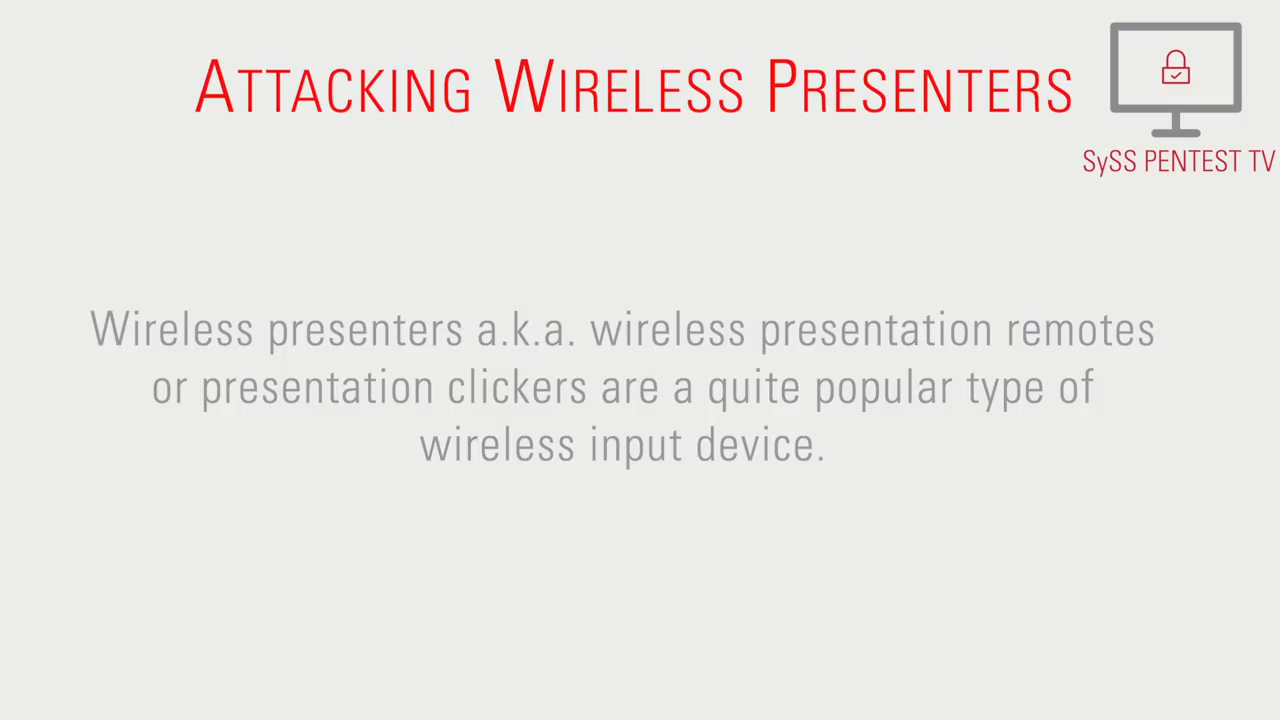 ATTACKING WIRELESS PRESENTERS
SySS PENTEST TV
Wireless presenters a.k.a. wireless presentation remotes
or presentation clickers are a quite popular type of
wireless input device.